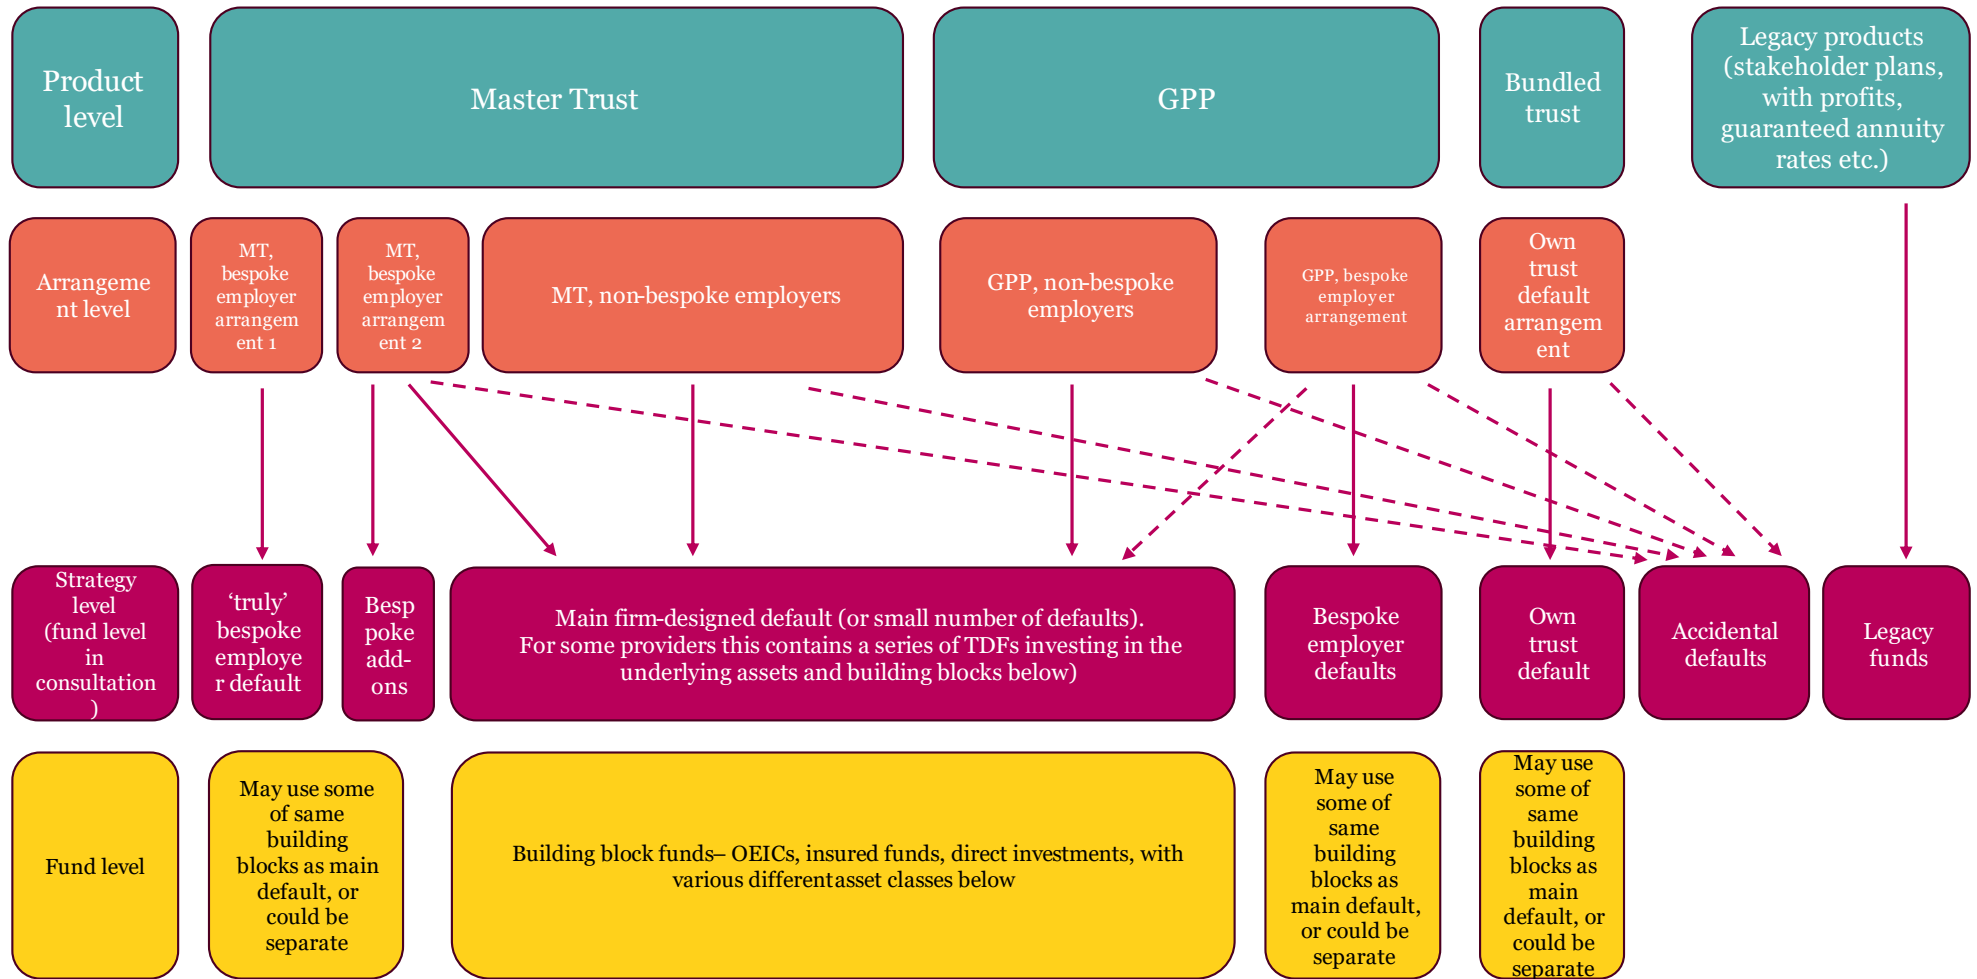 Product
level
Master Trust
GPP
Bundled
trust
Legacy products
(stakeholder plans,
with profits,
guaranteed annuity
rates etc.)
Arrangeme
nt level
MT,
bespoke
employer
arrangem
ent 1
MT,
bespoke
employer
arrangem
ent 2
MT, non-bespoke employers
GPP, non-bespoke
employers
GPP, bespoke
employer
arrangement
Own
trust
default
arrangem
ent
Strategy
level
(fund level
in
consultation
)
‘truly’
bespoke
employe
r default
Besp
poke
add-
ons
Main firm-designed default (or small number of defaults).
For some providers this contains a series of TDFs investing in the
underlying assets and building blocks below)
Bespoke
employer
defaults
Own
trust
default
Accidental
defaults
Legacy
funds
Fund level
May use some
of same
building
blocks as main
default, or
could be
separate
Building block funds– OEICs, insured funds, direct investments, with
various differentasset classes below
May use
some of
same
building
blocks as
main default,
or could be
separate
May use
some of
same
building
blocks as
main
default, or
could be
separate